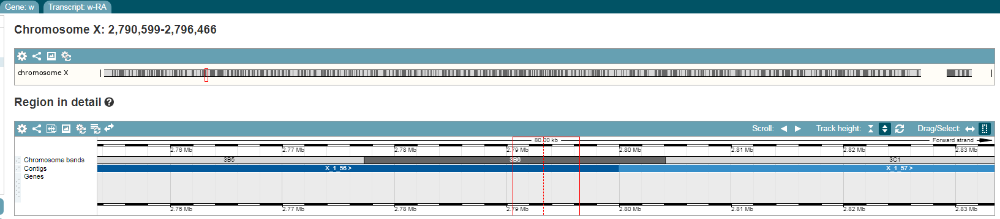 Gene: w Transcript: w-RA
Chromosome X: 2,790,599-2,796,466
chromosome X
Region in detail ?
Scroll: Track height: Drag/Select:
80.00 kb Forward strand
2.76 Mb 2.77 Mb 2.78 Mb 2.79 Mb 2.80 Mb 2.81 Mb 2.82 Mb 2.83 Mb
Chromosome bands 3B5 3B6 3C1
Contigs X_1_56 > X_1_57 >
Genes
2.76 Mb 2.77 Mb 2.78 Mb 2.79 Mb 2.80 Mb 2.81 Mb 2.82 Mb 2.83 Mb